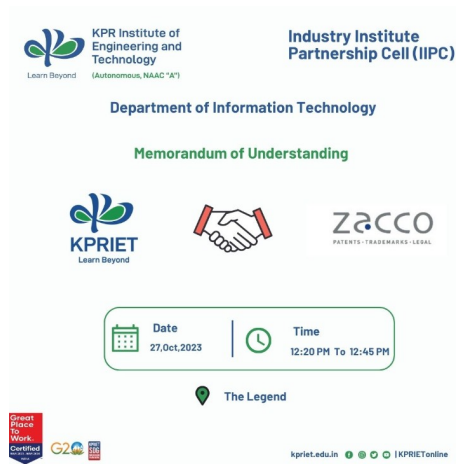 KPR Institute of
Engineering and
Technology
Learn Beyond
(Autonomous, NAAC "A")
Industry Institute
Partnership Cell (IIPC)
Department of Information Technology
Memorandum of Understanding
KPRIET
Learn Beyond
zacco
PATENTS·TRADEMARKS·LEGAL
Date
27,Oct,2023
Time
12:20 PM To 12:45 PM
The Legend
Great
Place
To
Work.
Certified
G20
kpriet.edu.in
| KPRIETonline